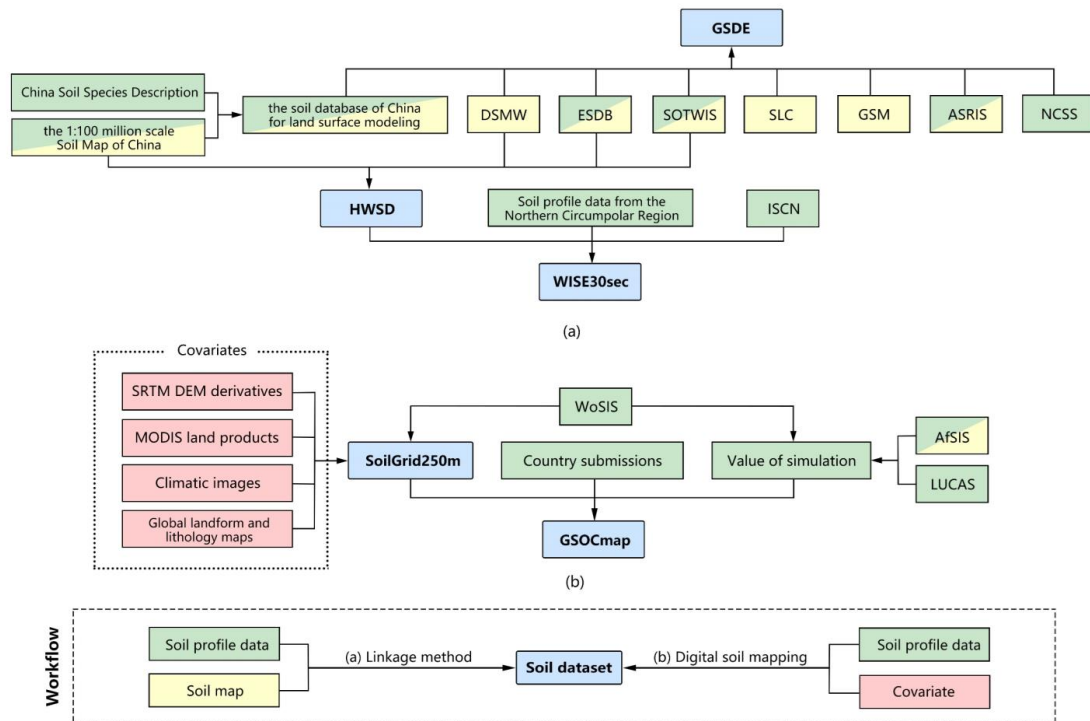 GSDE
China Soil Species Description
the 1:100 million scale
Soil Map of China
the soil database of China
for land surface modeling
DSMW
ESDB
SOTWIS
SLC
GSM
ASRIS
NCSS
HWSD
Soil profile data from the
Northern Circumpolar Region
ISCN
WISE30sec
(a)
Covariates
SRTM DEM derivatives
MODIS land products
Climatic images
Global landform and
lithology maps
WoSIS
SoilGrid250m
Country submissions
Value of simulation
AfSIS
LUCAS
GSOCmap
(b)
Workflow
Soil profile data
Soil map
(a) Linkage method
Soil dataset
(b) Digital soil mapping
Soil profile data
Covariate